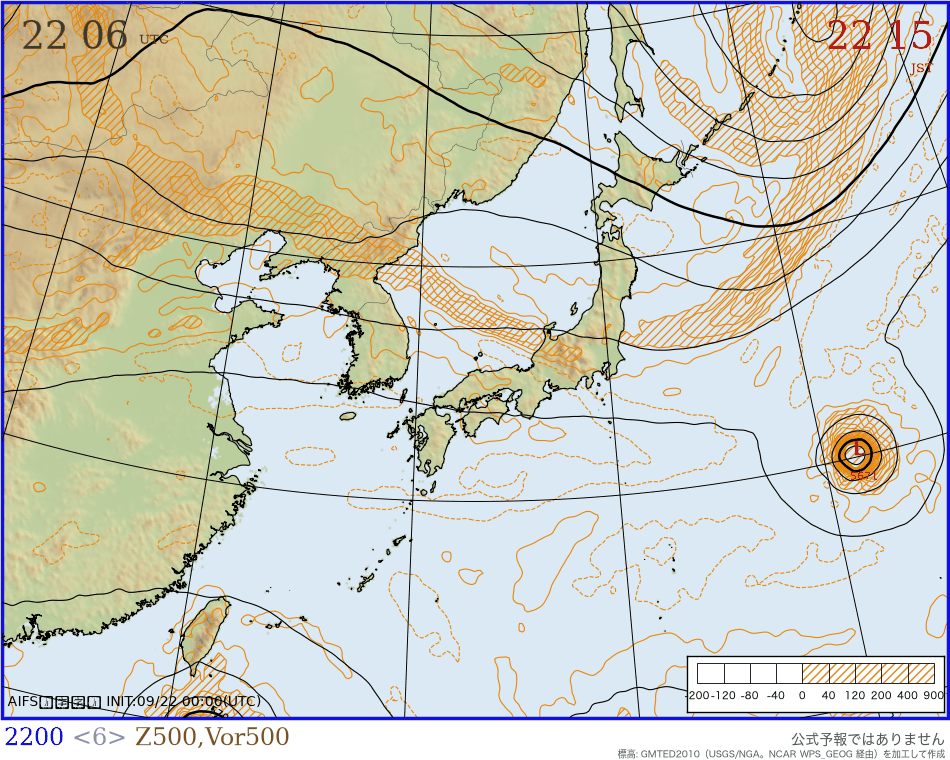 22 06 UTC
22 15
JST
L
AIFS INIT:09/22 00:00(UTC)
-200 -120 -80 -40 0 40 120 200 400 900
2200 <6> Z500,Vor500
公式予報ではありません
標高: GMTED2010（USGS/NGA。NCAR WPS_GEOG 経由）を加工して作成